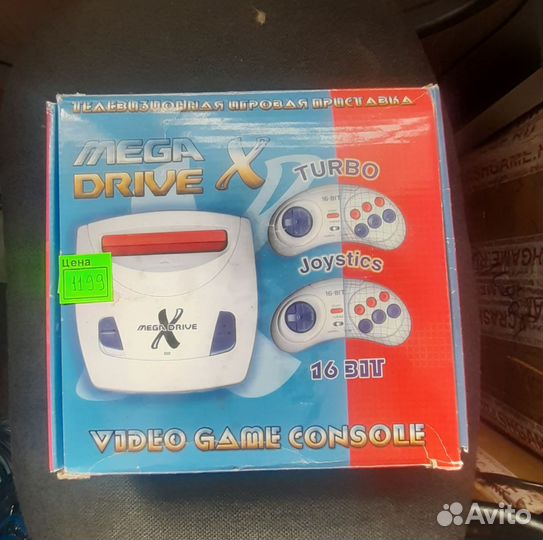 ТЕЛЕВИЗИОННАЯ ИГРОВАЯ ПРИСТАВКА
MEGA
DRIVE X
TURBO
16-BIT
Joystics
16-BIT
Цена
1199
MEGA DRIVE
X
16 BIT
VIDEO GAME CONSOLE
Avito